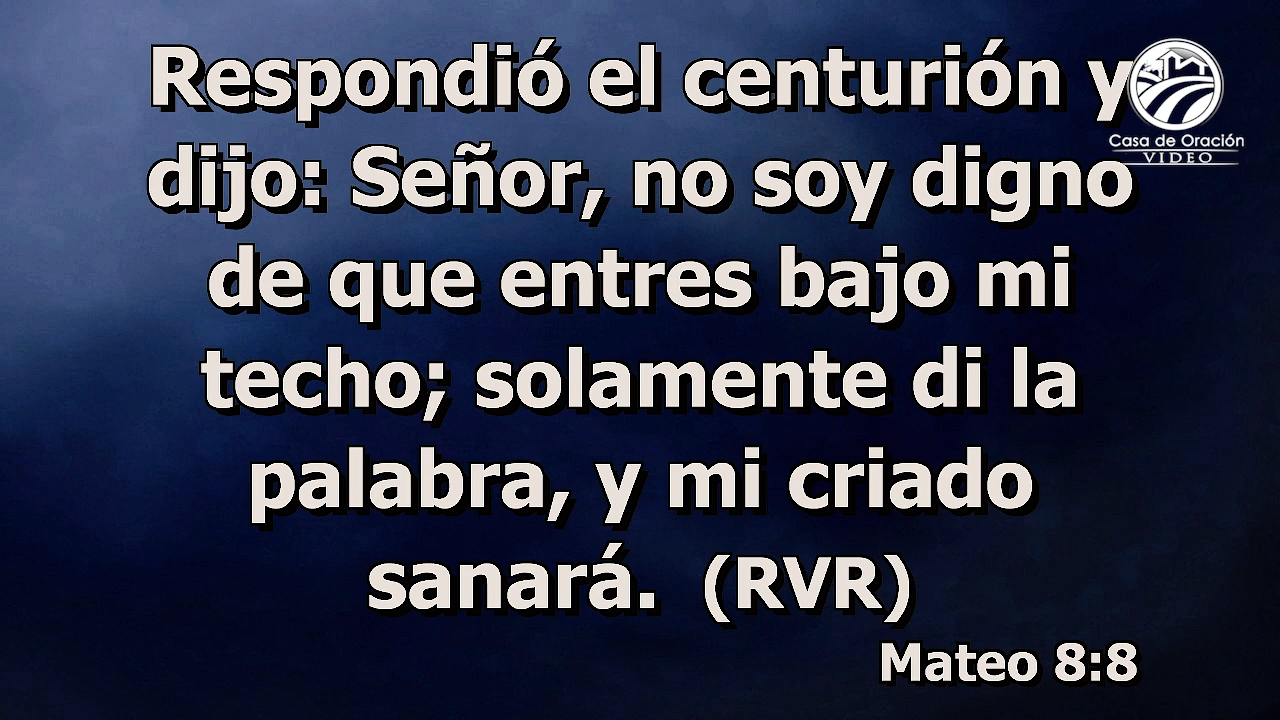 Respondió el centurión y
dijo: Señor, no soy digno
de que entres bajo mi
techo; solamente di la
palabra, y mi criado
sanará. (RVR)
Mateo 8:8
Casa de Oración
VIDEO